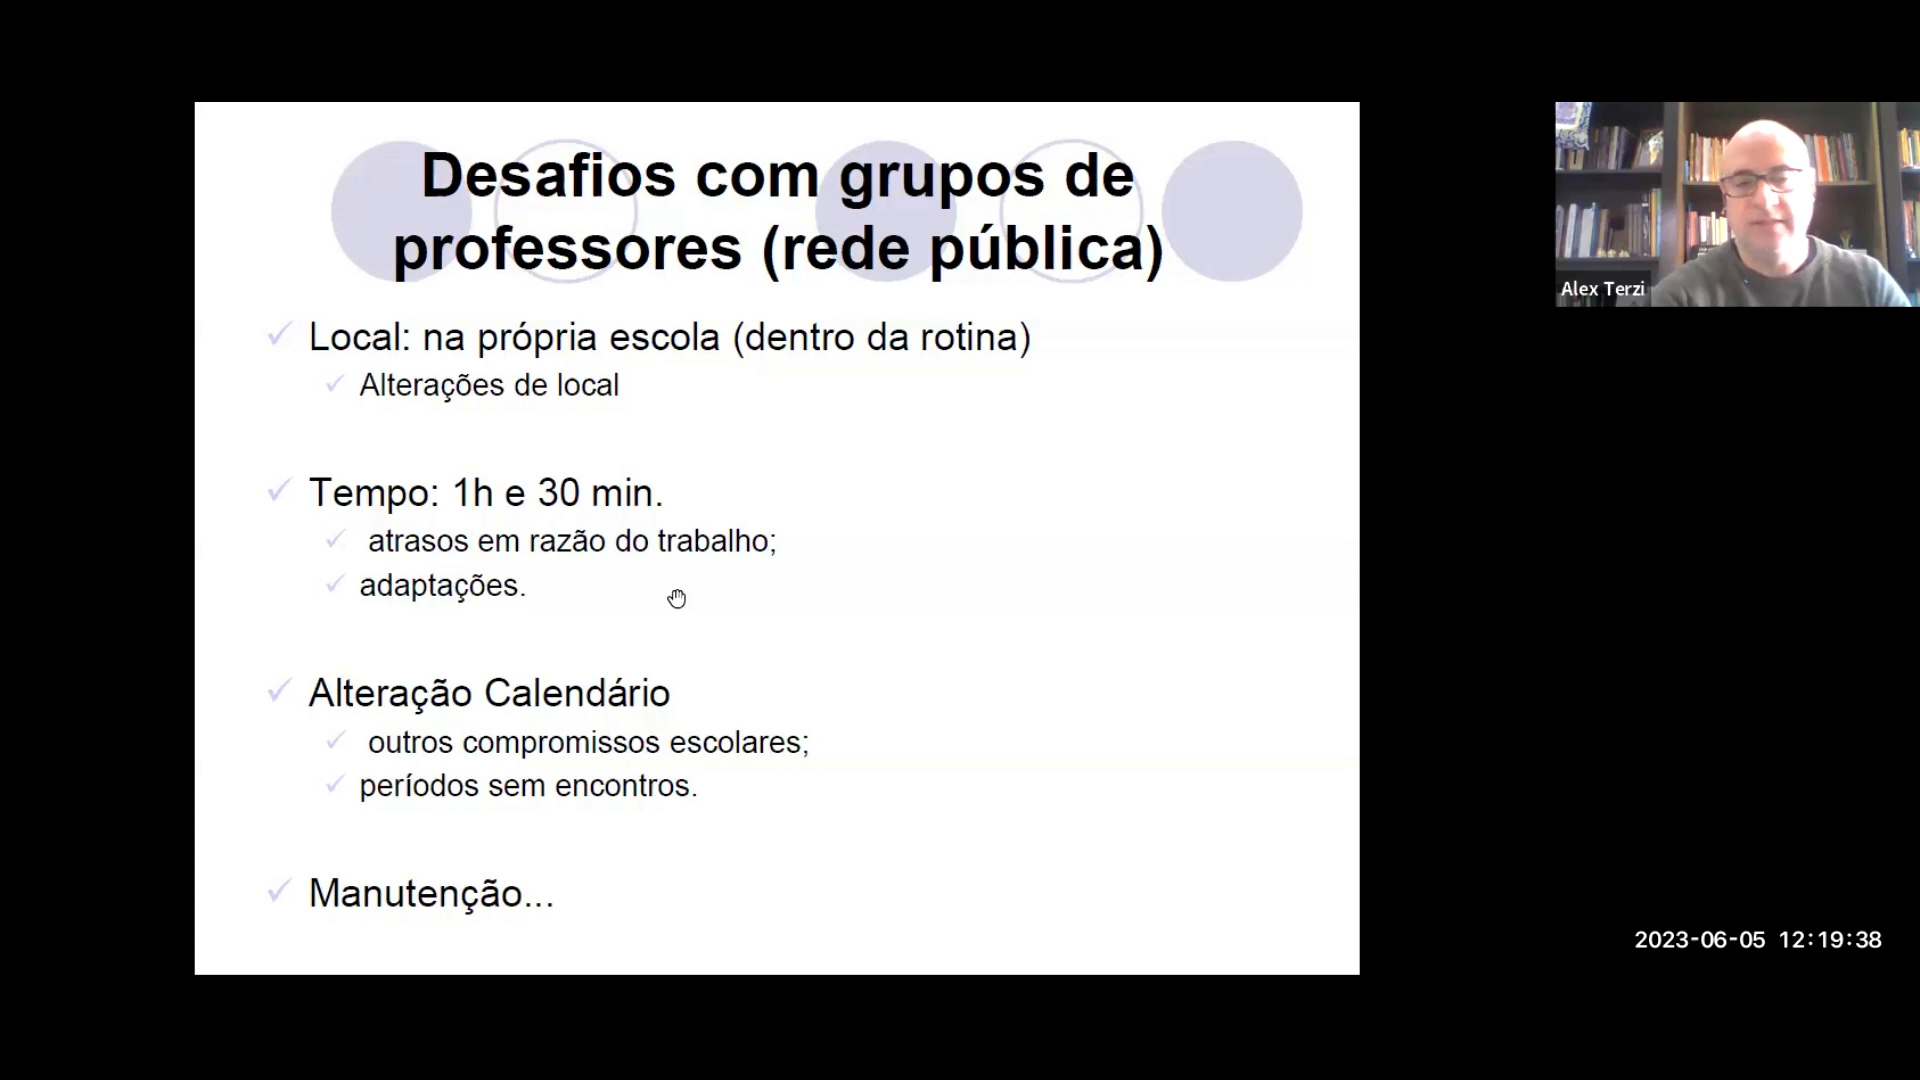 Desafios com grupos de
professores (rede pública)
Local: na própria escola (dentro da rotina)
Alterações de local
Tempo: 1h e 30 min.
atrasos em razão do trabalho;
adaptações.
Alteração Calendário
outros compromissos escolares;
períodos sem encontros.
Manutenção...
Alex Terzi
2023-06-05 12:19:38